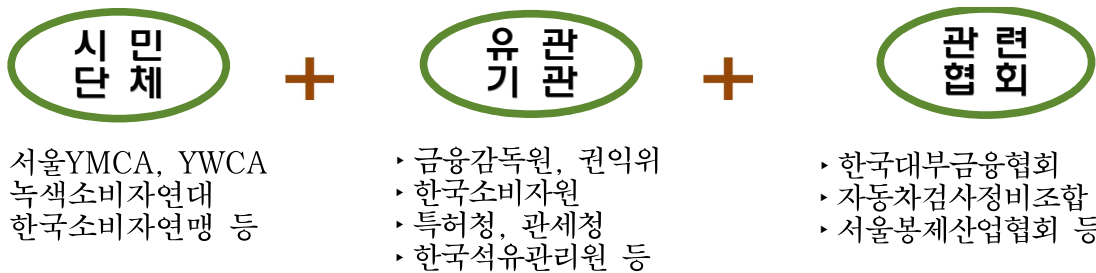 시 민
단 체
+
유 관
기 관
+
관 련
협 회
서울YMCA, YWCA
녹색소비자연대
한국소비자연맹 등
‣ 금융감독원, 권익위
‣ 한국소비자원
‣ 특허청, 관세청
‣ 한국석유관리원 등
‣ 한국대부금융협회
‣ 자동차검사정비조합
‣ 서울봉제산업협회 등